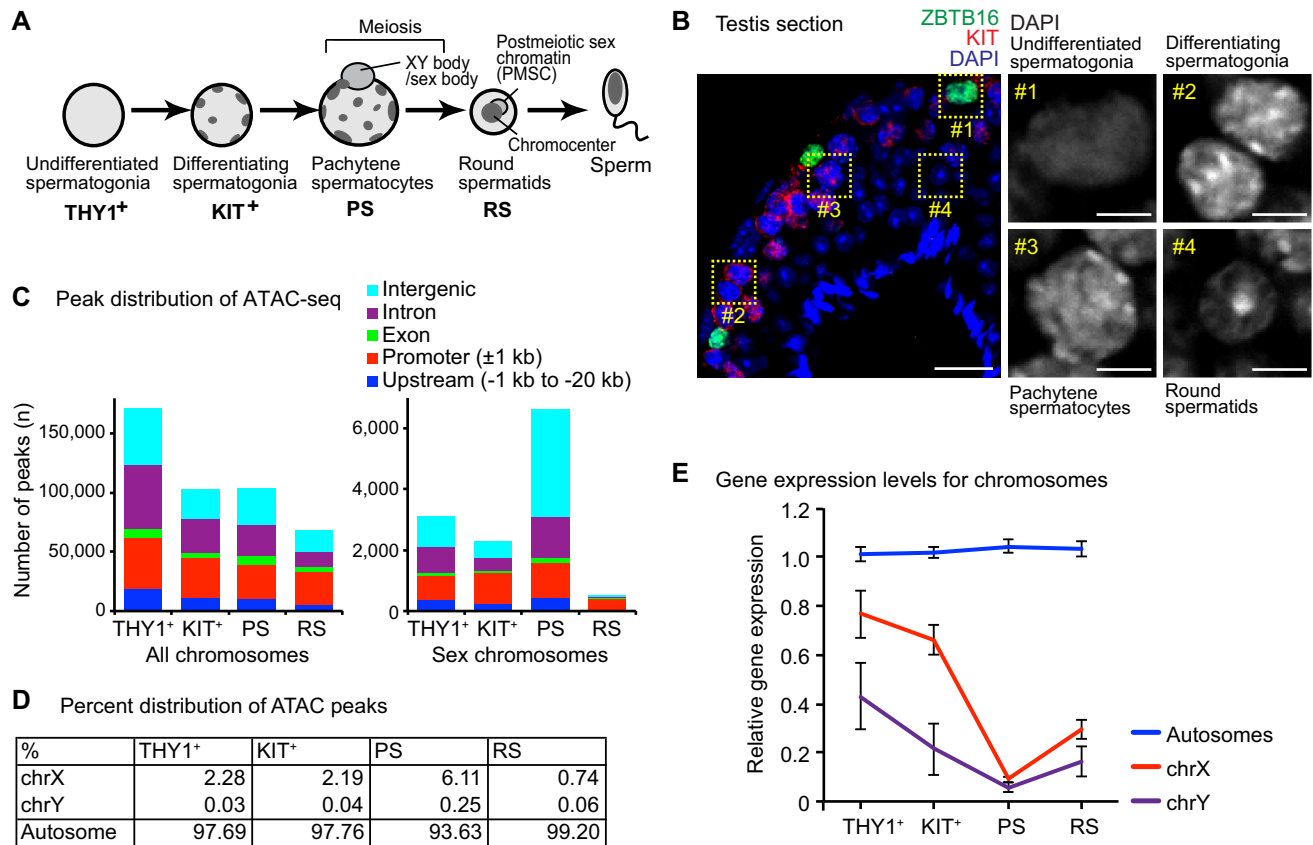 A
Meiosis
XY body
/sex body
Postmeiotic sex
chromatin
(PMSC)
Chromocenter
Undifferentiated
spermatogonia
THY1+
Differentiating
spermatogonia
KIT+
Pachytene
spermatocytes
PS
Round
spermatids
RS
Sperm
B Testis section
ZBTB16
KIT
DAPI
#1
#3
#4
#2
#2
DAPI
Undifferentiated
spermatogonia
#1
Differentiating
spermatogonia
#2
#3
Pachytene
spermatocytes
#4
Round
spermatids
C Peak distribution of ATAC-seq
Intergenic
Intron
Exon
Promoter (±1 kb)
Upstream (-1 kb to -20 kb)
Number of peaks (n)
150,000
100,000
50,000
0
THY1+ KIT+ PS RS
All chromosomes
6,000
4,000
2,000
0
THY1+ KIT+ PS RS
Sex chromosomes
D Percent distribution of ATAC peaks
% THY1+ KIT+ PS RS
chrX 2.28 2.19 6.11 0.74
chrY 0.03 0.04 0.25 0.06
Autosome 97.69 97.76 93.63 99.20
E Gene expression levels for chromosomes
Relative gene expression
1.2
1.0
0.8
0.6
0.4
0.2
0
THY1+ KIT+ PS RS
Autosomes
chrX
chrY